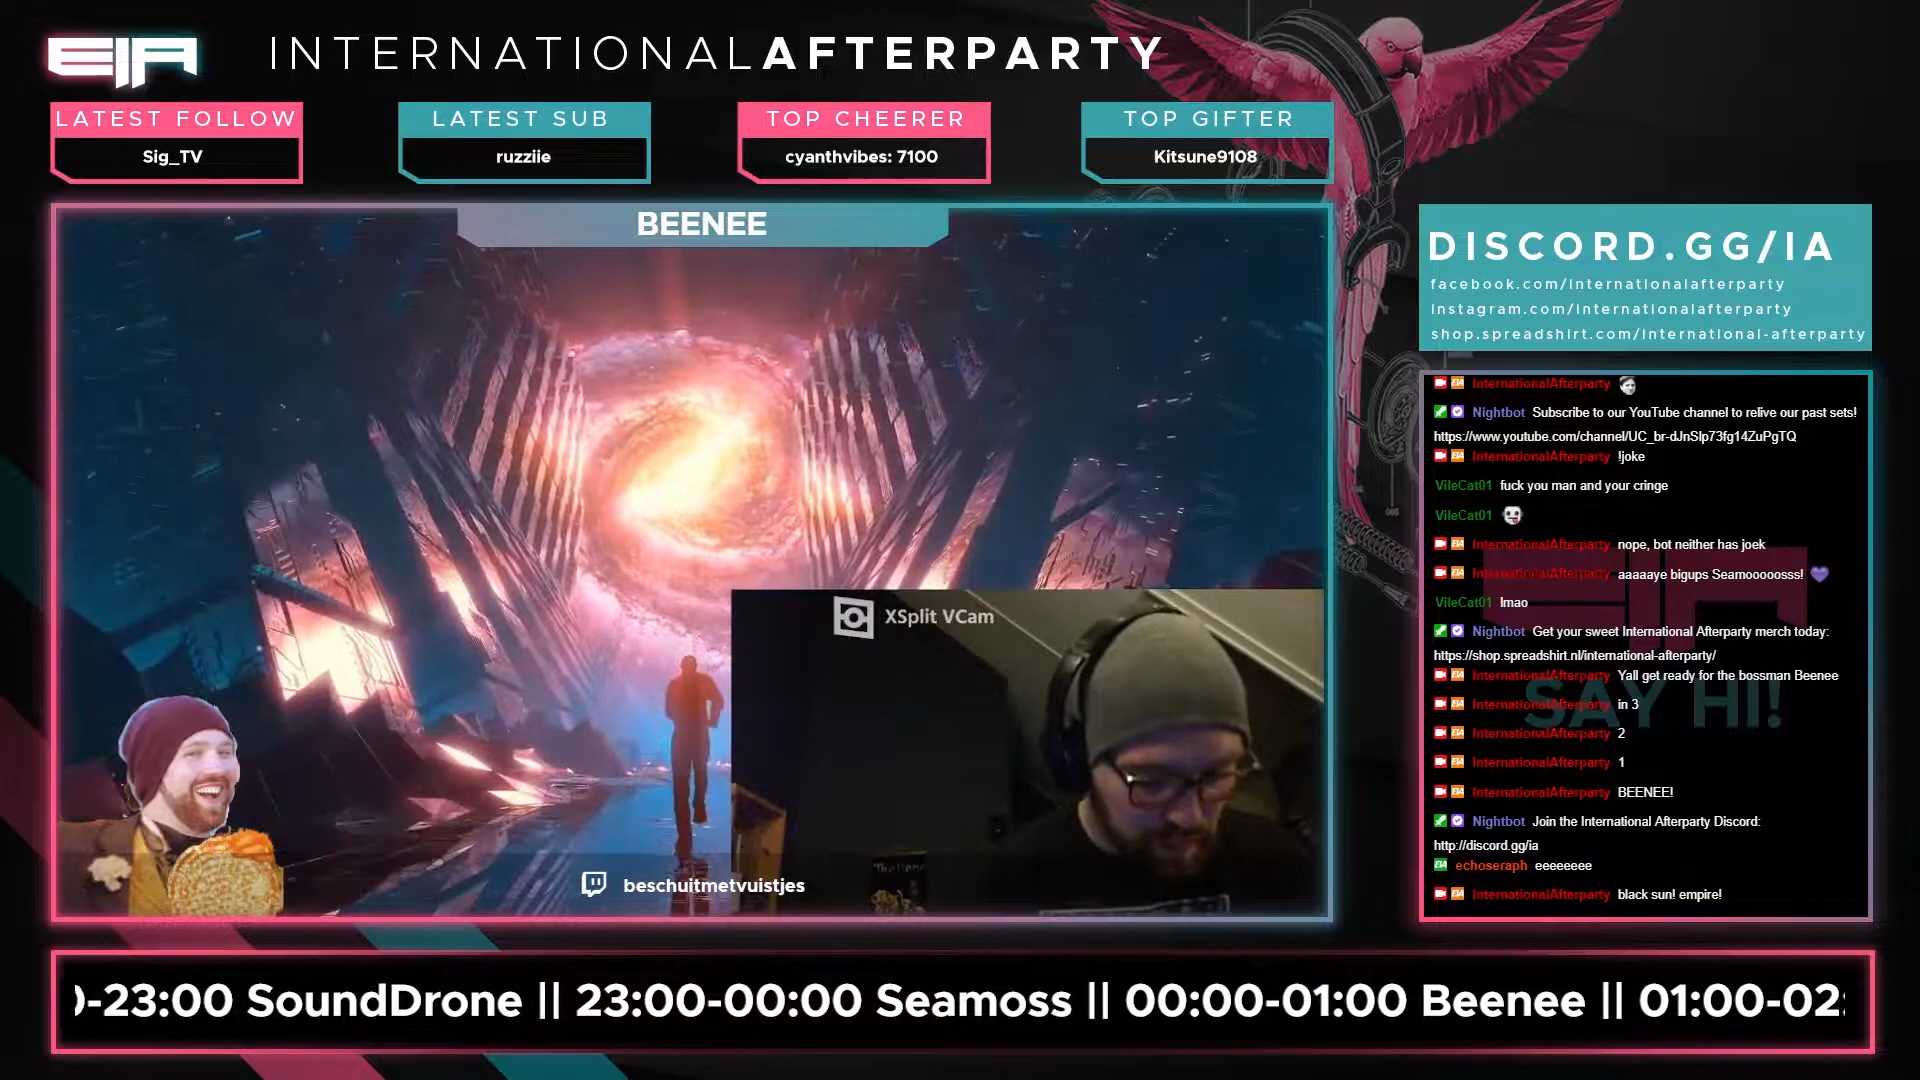 EIA
INTERNATIONALAFTERPARTY
LATEST FOLLOW
Sig_TV
LATEST SUB
ruzziie
TOP CHEERER
cyanthvibes: 7100
TOP GIFTER
Kitsune9108
BEENEE
XSplit VCam
beschuitmetvuistjes
DISCORD.GG/IA
facebook.com/internationalafterparty
instagram.com/internationalafterparty
shop.spreadshirt.com/international-afterparty
InternationalAfterparty
Nightbot Subscribe to our YouTube channel to relive our past sets!
https://www.youtube.com/channel/UC_br-dJnSlp73fg14ZuPgTQ
InternationalAfterparty !joke
VileCat01 fuck you man and your cringe
VileCat01
InternationalAfterparty nope, bot neither has joek
InternationalAfterparty aaaaaye bigups Seamooooosss! 💜
VileCat01 lmao
Nightbot Get your sweet International Afterparty merch today:
https://shop.spreadshirt.nl/international-afterparty/
InternationalAfterparty Yall get ready for the bossman Beenee
InternationalAfterparty in 3
SAY HI!
InternationalAfterparty 2
InternationalAfterparty 1
InternationalAfterparty BEENEE!
Nightbot Join the International Afterparty Discord:
http://discord.gg/ia
echoseraph eeeeeeee
InternationalAfterparty black sun! empire!
)-23:00 SoundDrone || 23:00-00:00 Seamoss || 00:00-01:00 Beenee || 01:00-02: